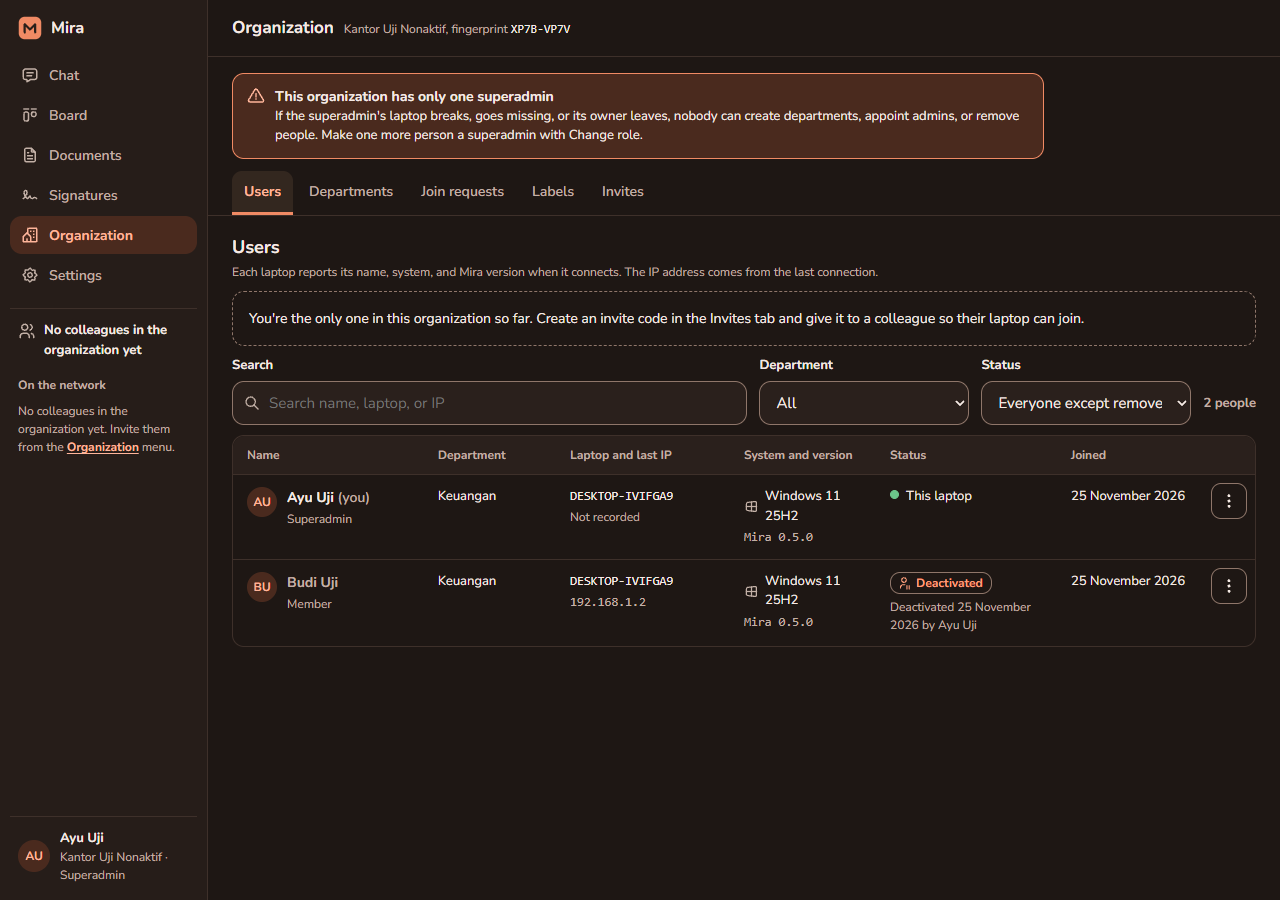 Mira
Chat
Board
Documents
Signatures
Organization
Settings
No colleagues in the
organization yet
On the network
No colleagues in the
organization yet. Invite them
from the Organization menu.
AU
Ayu Uji
Kantor Uji Nonaktif ·
Superadmin
Organization Kantor Uji Nonaktif, fingerprint XP7B-VP7V
This organization has only one superadmin
If the superadmin's laptop breaks, goes missing, or its owner leaves, nobody can create departments, appoint admins, or remove
people. Make one more person a superadmin with Change role.
Users Departments Join requests Labels Invites
Users
Each laptop reports its name, system, and Mira version when it connects. The IP address comes from the last connection.
You're the only one in this organization so far. Create an invite code in the Invites tab and give it to a colleague so their laptop can join.
Search Department Status
Search name, laptop, or IP All Everyone except remove 2 people
Name Department Laptop and last IP System and version Status Joined
AU Ayu Uji (you) Keuangan DESKTOP-IVIFGA9 Windows 11 This laptop 25 November 2026
Superadmin Not recorded 25H2
Mira 0.5.0
BU Budi Uji Keuangan DESKTOP-IVIFGA9 Windows 11 Deactivated 25 November 2026
Member 192.168.1.2 25H2 Deactivated 25 November
Mira 0.5.0 2026 by Ayu Uji